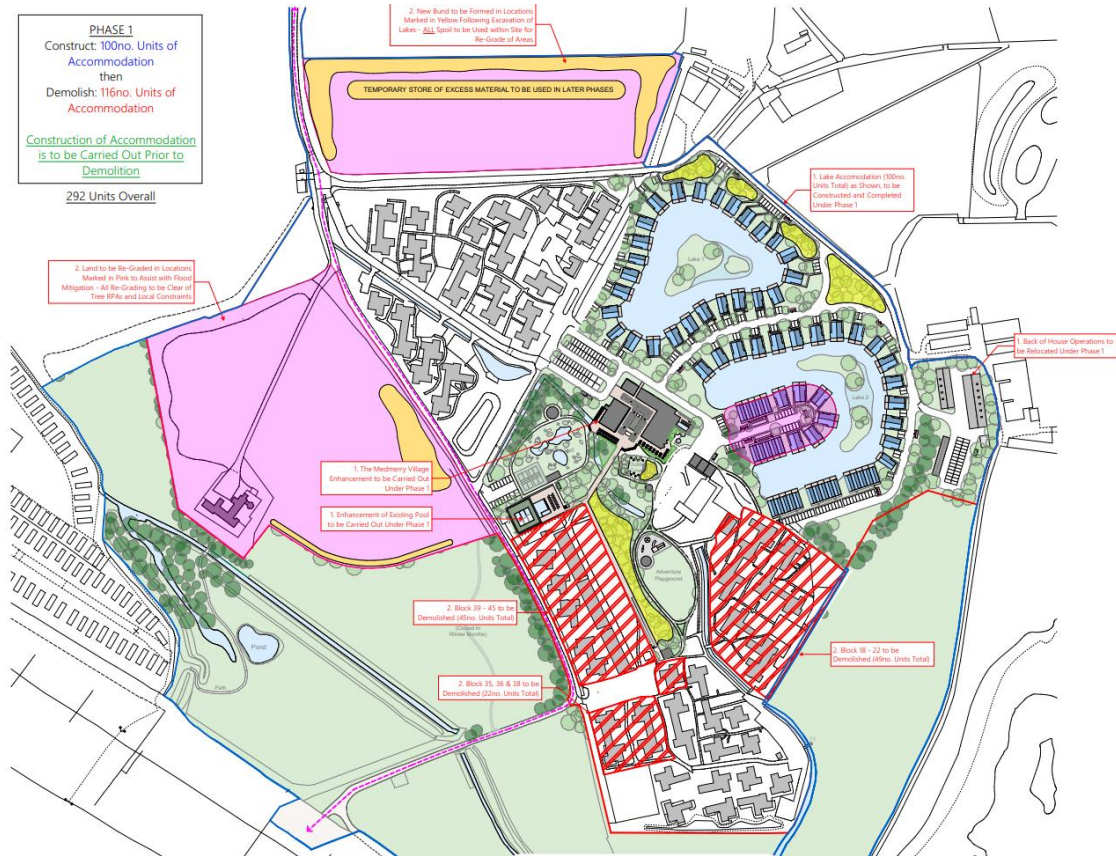 PHASE 1
Construct: 100no. Units of
Accommodation
then
Demolish: 116no. Units of
Accommodation
Construction of Accommodation
is to be Carried Out Prior to
Demolition
292 Units Overall
2. New Bund to be Formed in Locations
Marked in Yellow Following Excavation of
Lakes - ALL Spoil to be Used within Site for
Re-Grade of Areas
TEMPORARY STORE OF EXCESS MATERIAL TO BE USED IN LATER PHASES
1. Lake Accomodation (100no.
Units Total) as Shown, to be
Constructed and Completed
Under Phase 1
Lake 1
2. Land to be Re-Graded in Locations
Marked in Pink to Assist with Flood
Mitigation - All Re-Grading to be Clear of
Tree RPAs and Local Constraints
1. Back of House Operations to
be Relocated Under Phase 1
Lake 2
1. The Medmerry Village
Enhancement to be Carried Out
Under Phase 1
1. Enhancement of Existing Pool
to be Carried Out Under Phase 1
Adventure
Playground
2. Block 39 - 45 to be
Demolished (45no. Units Total)
(Closed in
Winter Months)
2. Block 18 - 22 to be
Demolished (49no. Units Total)
Pond
Path
2. Block 35, 36 & 38 to be
Demolished (22no. Units Total)